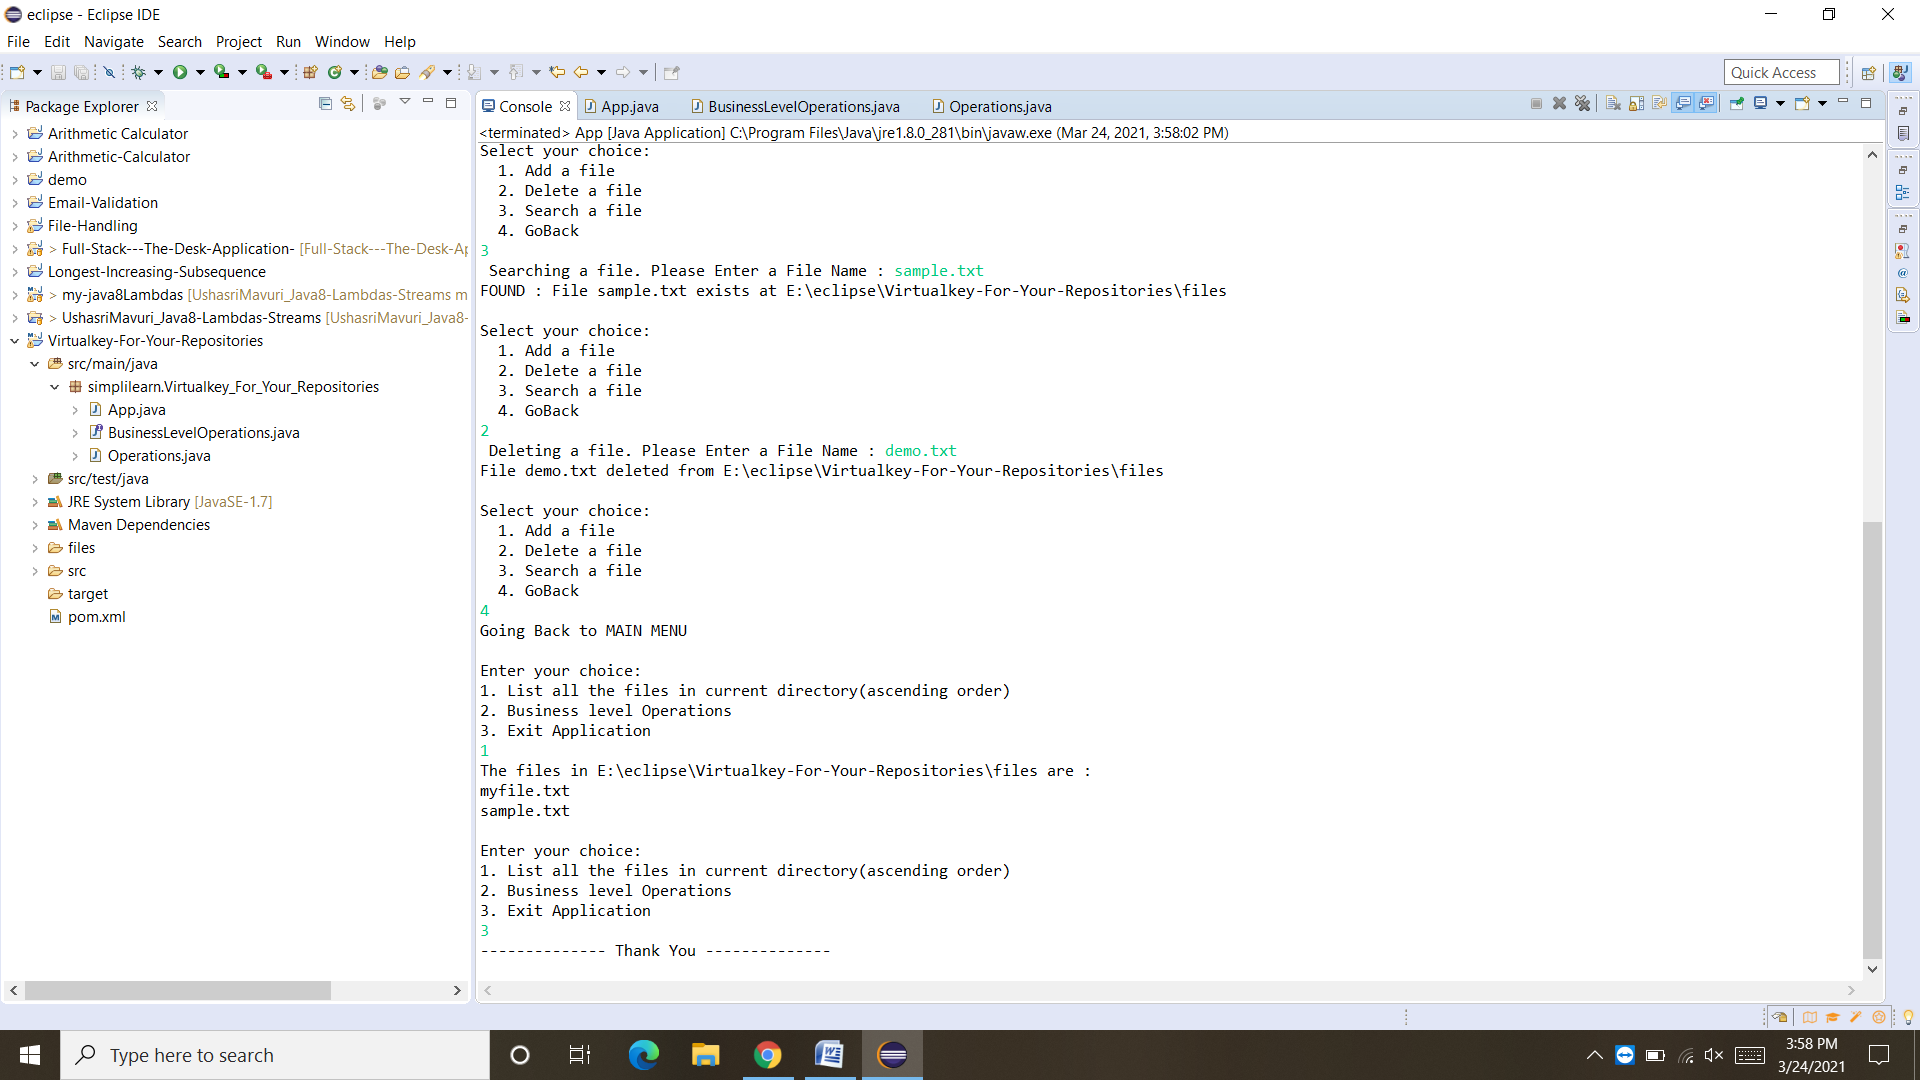 eclipse - Eclipse IDE
File Edit Navigate Search Project Run Window Help
Quick Access
Package Explorer
Arithmetic Calculator
Arithmetic-Calculator
demo
Email-Validation
File-Handling
> Full-Stack---The-Desk-Application- [Full-Stack---The-Desk-Ap
Longest-Increasing-Subsequence
> my-java8Lambdas [UshasriMavuri_Java8-Lambdas-Streams m
> UshasriMavuri_Java8-Lambdas-Streams [UshasriMavuri_Java8-
Virtualkey-For-Your-Repositories
src/main/java
simplilearn.Virtualkey_For_Your_Repositories
App.java
BusinessLevelOperations.java
Operations.java
src/test/java
JRE System Library [JavaSE-1.7]
Maven Dependencies
files
src
target
pom.xml
Console App.java BusinessLevelOperations.java Operations.java
<terminated> App [Java Application] C:\Program Files\Java\jre1.8.0_281\bin\javaw.exe (Mar 24, 2021, 3:58:02 PM)
Select your choice:
1. Add a file
2. Delete a file
3. Search a file
4. GoBack
3
Searching a file. Please Enter a File Name : sample.txt
FOUND : File sample.txt exists at E:\eclipse\Virtualkey-For-Your-Repositories\files
Select your choice:
1. Add a file
2. Delete a file
3. Search a file
4. GoBack
2
Deleting a file. Please Enter a File Name : demo.txt
File demo.txt deleted from E:\eclipse\Virtualkey-For-Your-Repositories\files
Select your choice:
1. Add a file
2. Delete a file
3. Search a file
4. GoBack
4
Going Back to MAIN MENU
Enter your choice:
1. List all the files in current directory(ascending order)
2. Business level Operations
3. Exit Application
1
The files in E:\eclipse\Virtualkey-For-Your-Repositories\files are :
myfile.txt
sample.txt
Enter your choice:
1. List all the files in current directory(ascending order)
2. Business level Operations
3. Exit Application
3
-------------- Thank You --------------
Type here to search
3:58 PM
3/24/2021